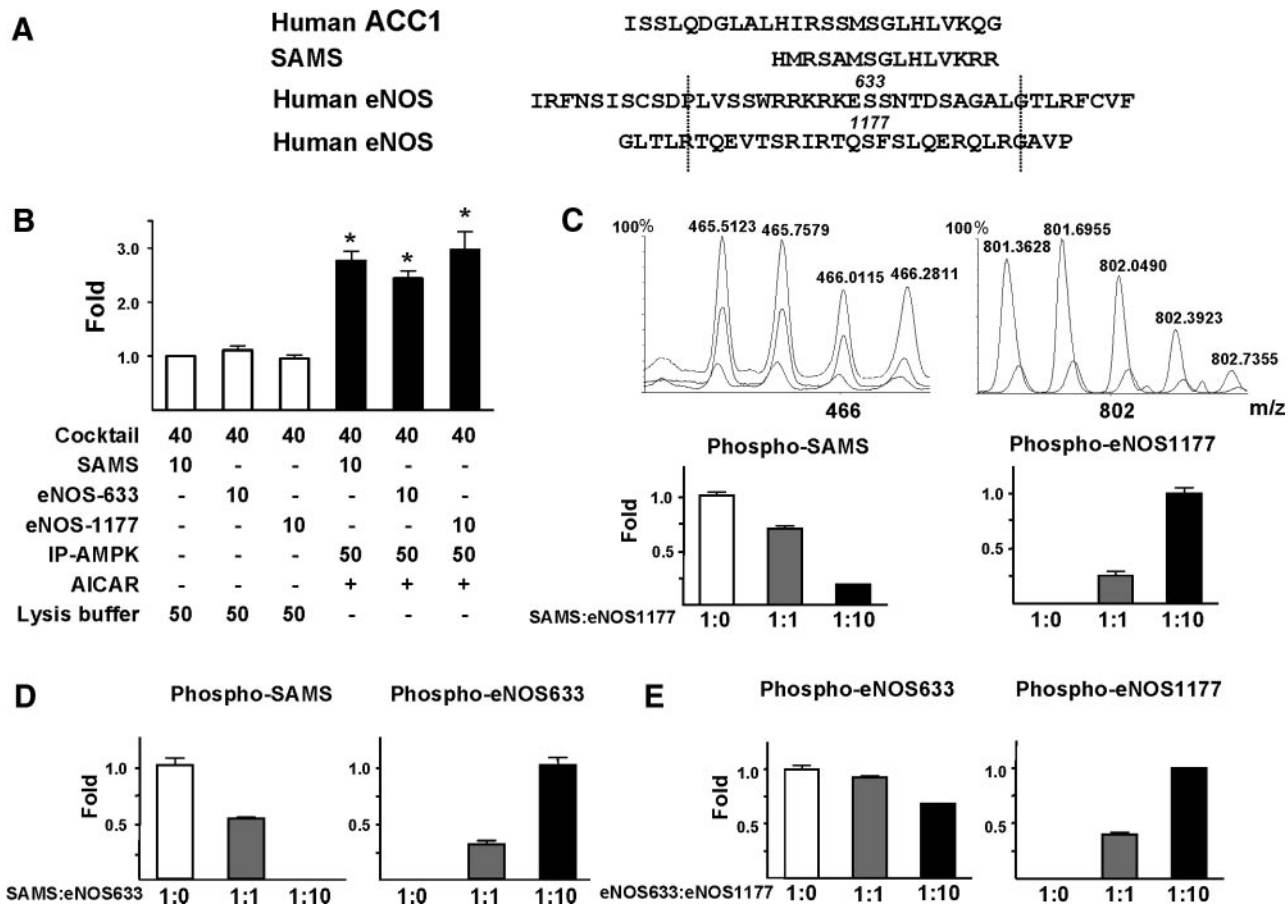 A
Human ACC1 ISSLQDGLALHIRSSMSGLHLVKQG
SAMS HMRSAMSGLHLVKRR
633
Human eNOS IRFNSISCSDPLVSSWRRKRKESSNTDSAGALGTLRFCVF
1177
Human eNOS GLTLRTQEVTSRIRTQSFSLQERQLRGAVP
B
Fold
3.0
2.0
1.0
* * *
Cocktail 40 40 40 40 40 40
SAMS 10 - - 10 - -
eNOS-633 - 10 - - 10 -
eNOS-1177 - - 10 - - 10
IP-AMPK - - - 50 50 50
AICAR - - - + + +
Lysis buffer 50 50 50 - - -
C
100% 465.5123 465.7579 466.0115 466.2811
466
100% 801.3628 801.6955 802.0490 802.3923 802.7355
802 m/z
Phospho-SAMS
Fold
1.0
0.5
SAMS:eNOS1177 1:0 1:1 1:10
Phospho-eNOS1177
1.0
0.5
1:0 1:1 1:10
D
Phospho-SAMS
Fold
1.0
0.5
SAMS:eNOS633 1:0 1:1 1:10
Phospho-eNOS633
1.0
0.5
1:0 1:1 1:10
E
Phospho-eNOS633
Fold
1.0
0.5
eNOS633:eNOS1177 1:0 1:1 1:10
Phospho-eNOS1177
1.0
0.5
1:0 1:1 1:10